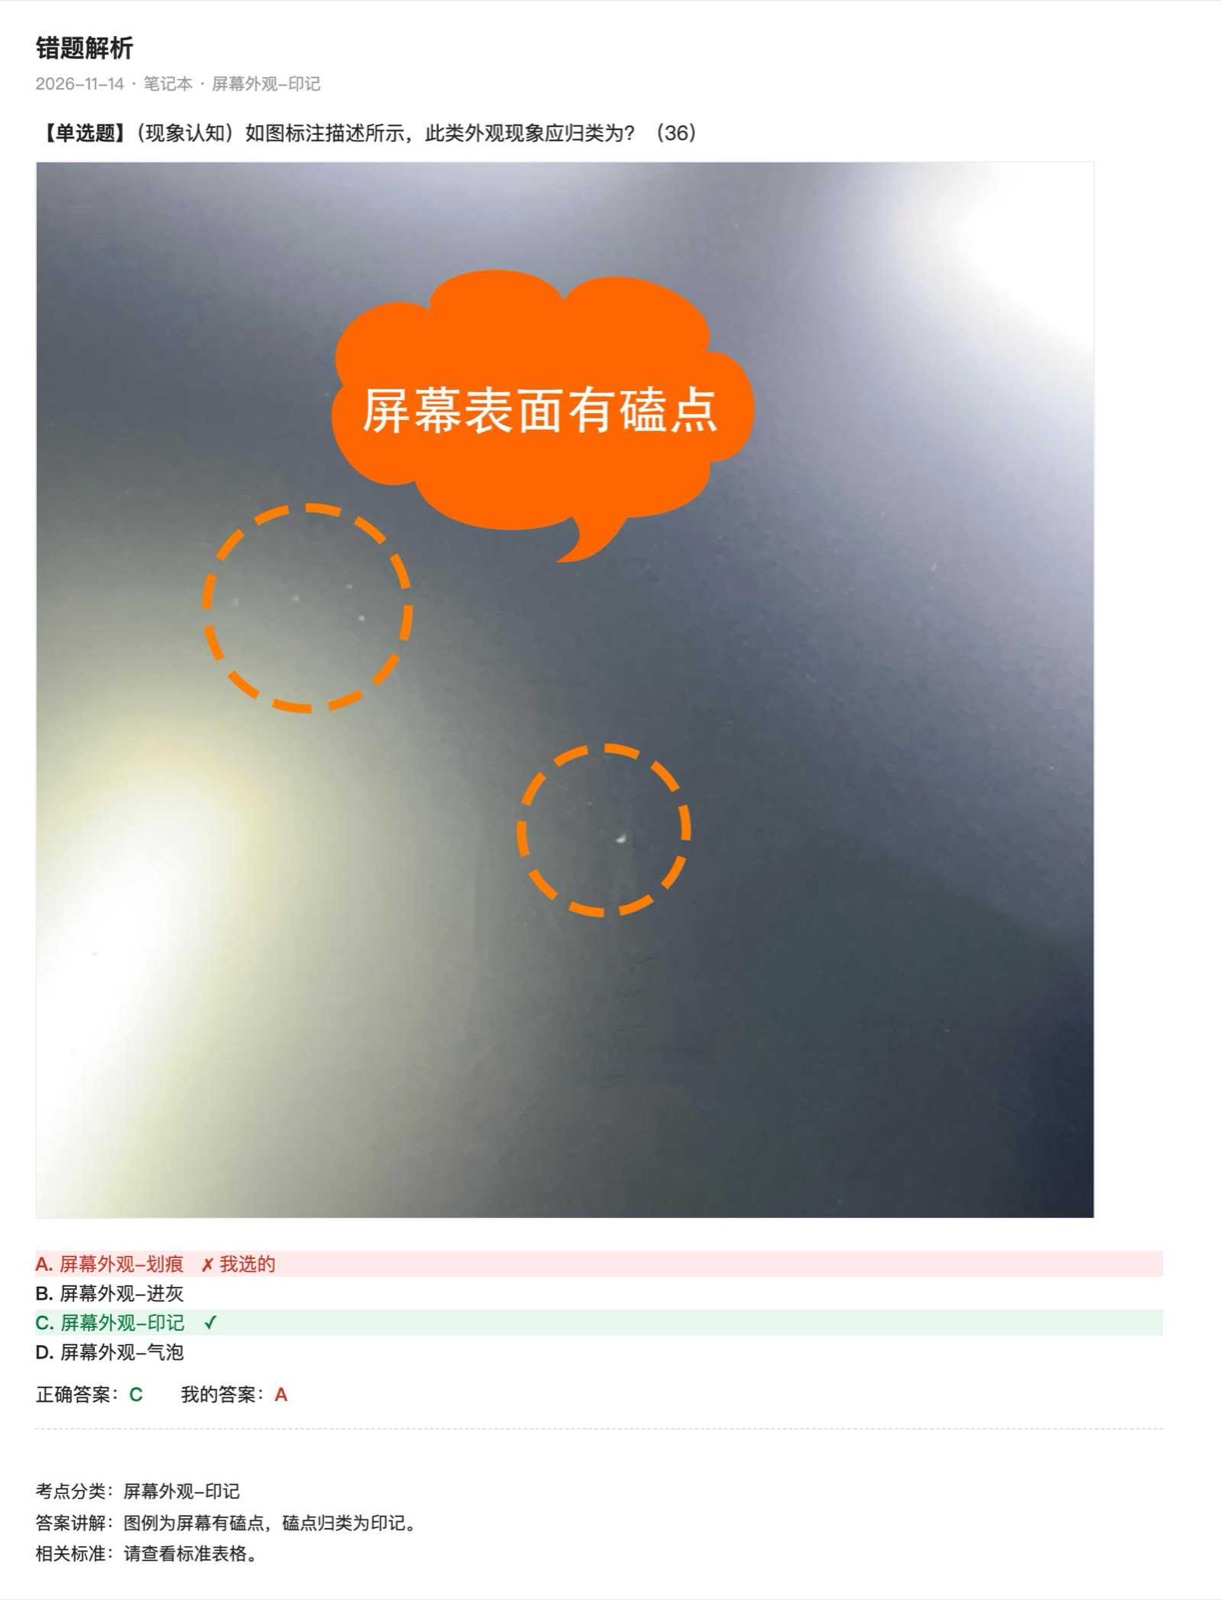 错题解析
2026-11-14 · 笔记本 · 屏幕外观-印记
【单选题】（现象认知）如图标注描述所示，此类外观现象应归类为？（36）
屏幕表面有磕点
A. 屏幕外观-划痕 ✗ 我选的
B. 屏幕外观-进灰
C. 屏幕外观-印记 ✓
D. 屏幕外观-气泡
正确答案：C 我的答案：A
考点分类：屏幕外观-印记
答案讲解：图例为屏幕有磕点，磕点归类为印记。
相关标准：请查看标准表格。